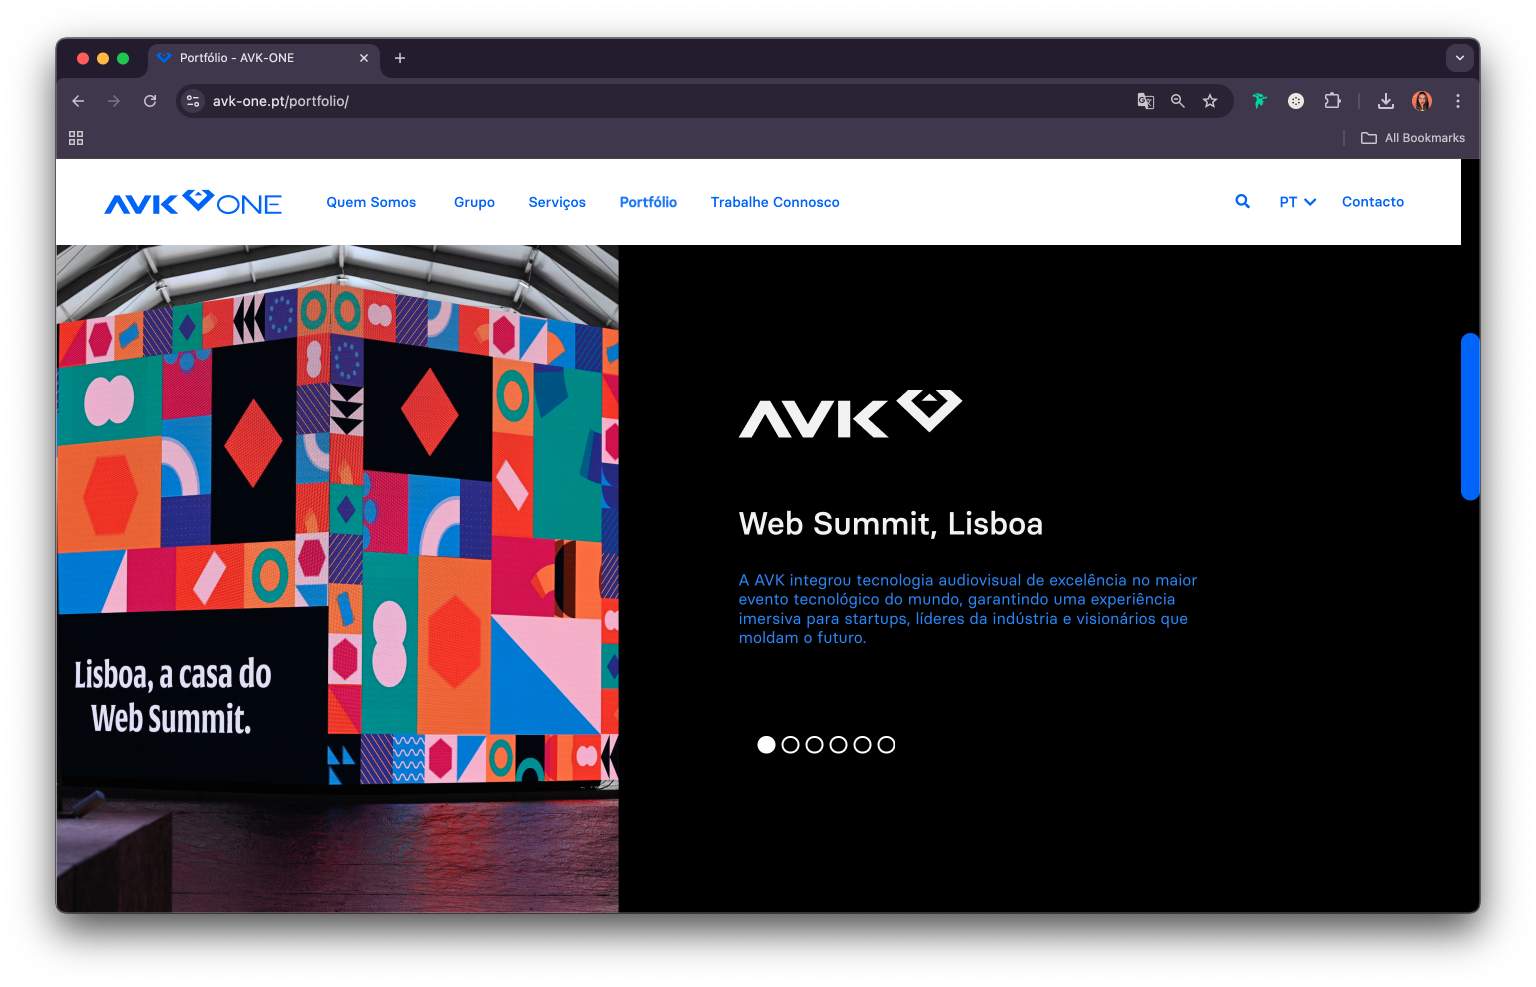 Portfólio - AVK-ONE
avk-one.pt/portfolio/
All Bookmarks
AVK ONE
Quem Somos
Grupo
Serviços
Portfólio
Trabalhe Connosco
PT
Contacto
AVK
Web Summit, Lisboa
A AVK integrou tecnologia audiovisual de excelência no maior
evento tecnológico do mundo, garantindo uma experiência
imersiva para startups, líderes da indústria e visionários que
moldam o futuro.
Lisboa, a casa do
Web Summit.